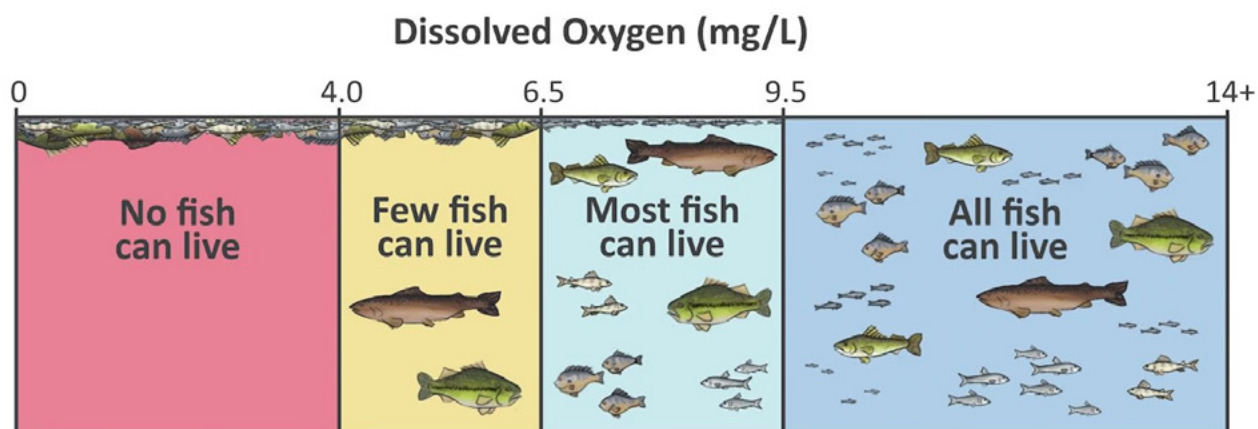 Dissolved Oxygen (mg/L)
0 4.0 6.5 9.5 14+
No fish
can live
Few fish
can live
Most fish
can live
All fish
can live